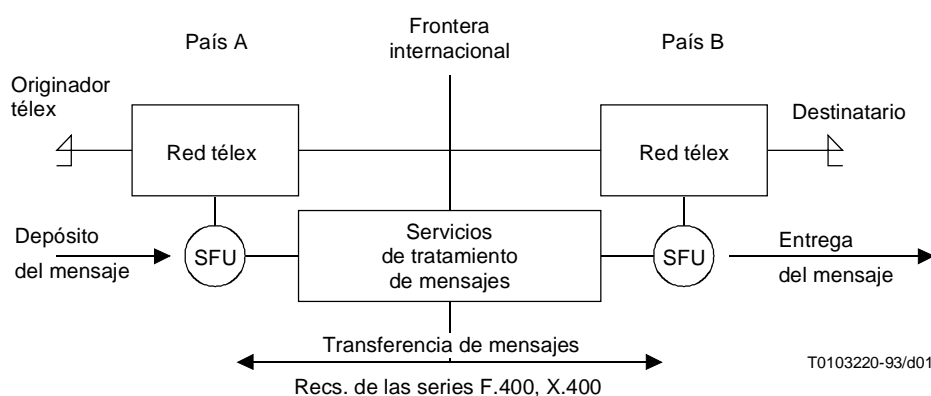 País A
Frontera
internacional
País B
Originador
télex
Destinatario
Red télex
Red télex
Depósito
del mensaje
SFU
Servicios
de tratamiento
de mensajes
SFU
Entrega
del mensaje
Transferencia de mensajes
T0103220-93/d01
Recs. de las series F.400, X.400